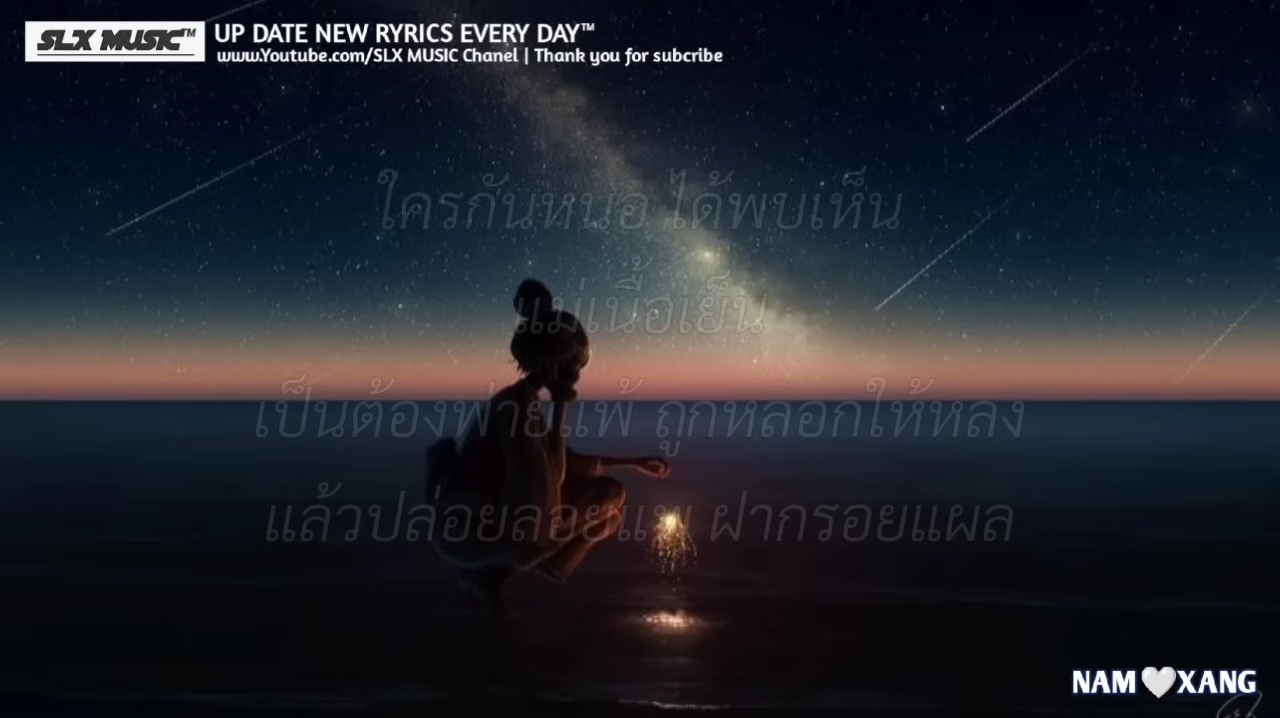 SLX MUSIC™
UP DATE NEW RYRICS EVERY DAY™
www.Youtube.com/SLX MUSIC Chanel | Thank you for subcribe
ใครกันหนอ ได้พบเห็น
แม่เนื้อเย็น
เป็นต้องพ่ายแพ้ ถูกหลอกให้หลง
แล้วปล่อยลอยแพ ฝากรอยแผล
NAM🤍XANG